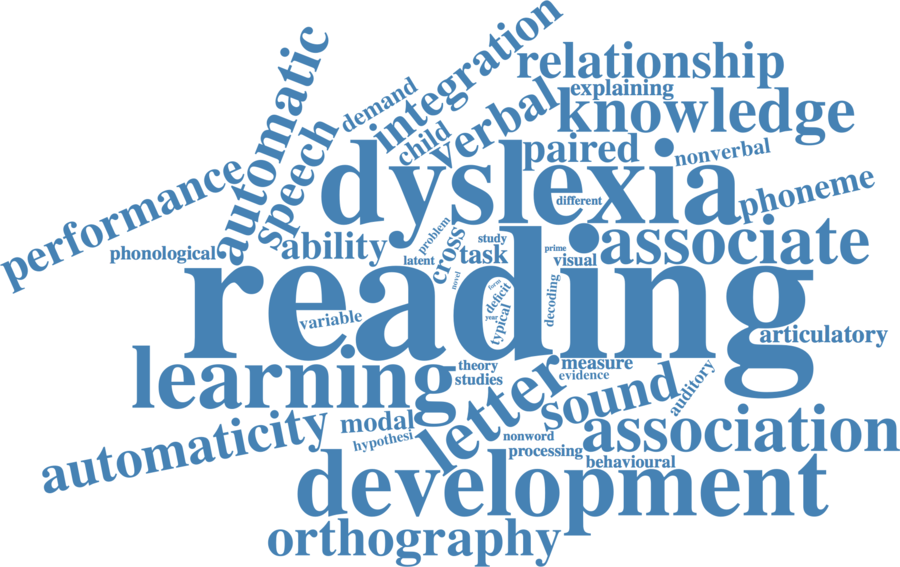 integration
automatic
demand
relationship
explaining
verbal
knowledge
child
speech
paired
nonverbal
dyslexia
performance
different
phoneme
phonological
ability
problem
cross
study
task
latent
prime
visual
associate
reading
novel
form
deficit
year
typical
decoding
variable
articulatory
learning
theory
studies
letter
measure
evidence
sound
auditory
automaticity
modal
hypothesi
nonword
processing
association
behavioural
development
orthography